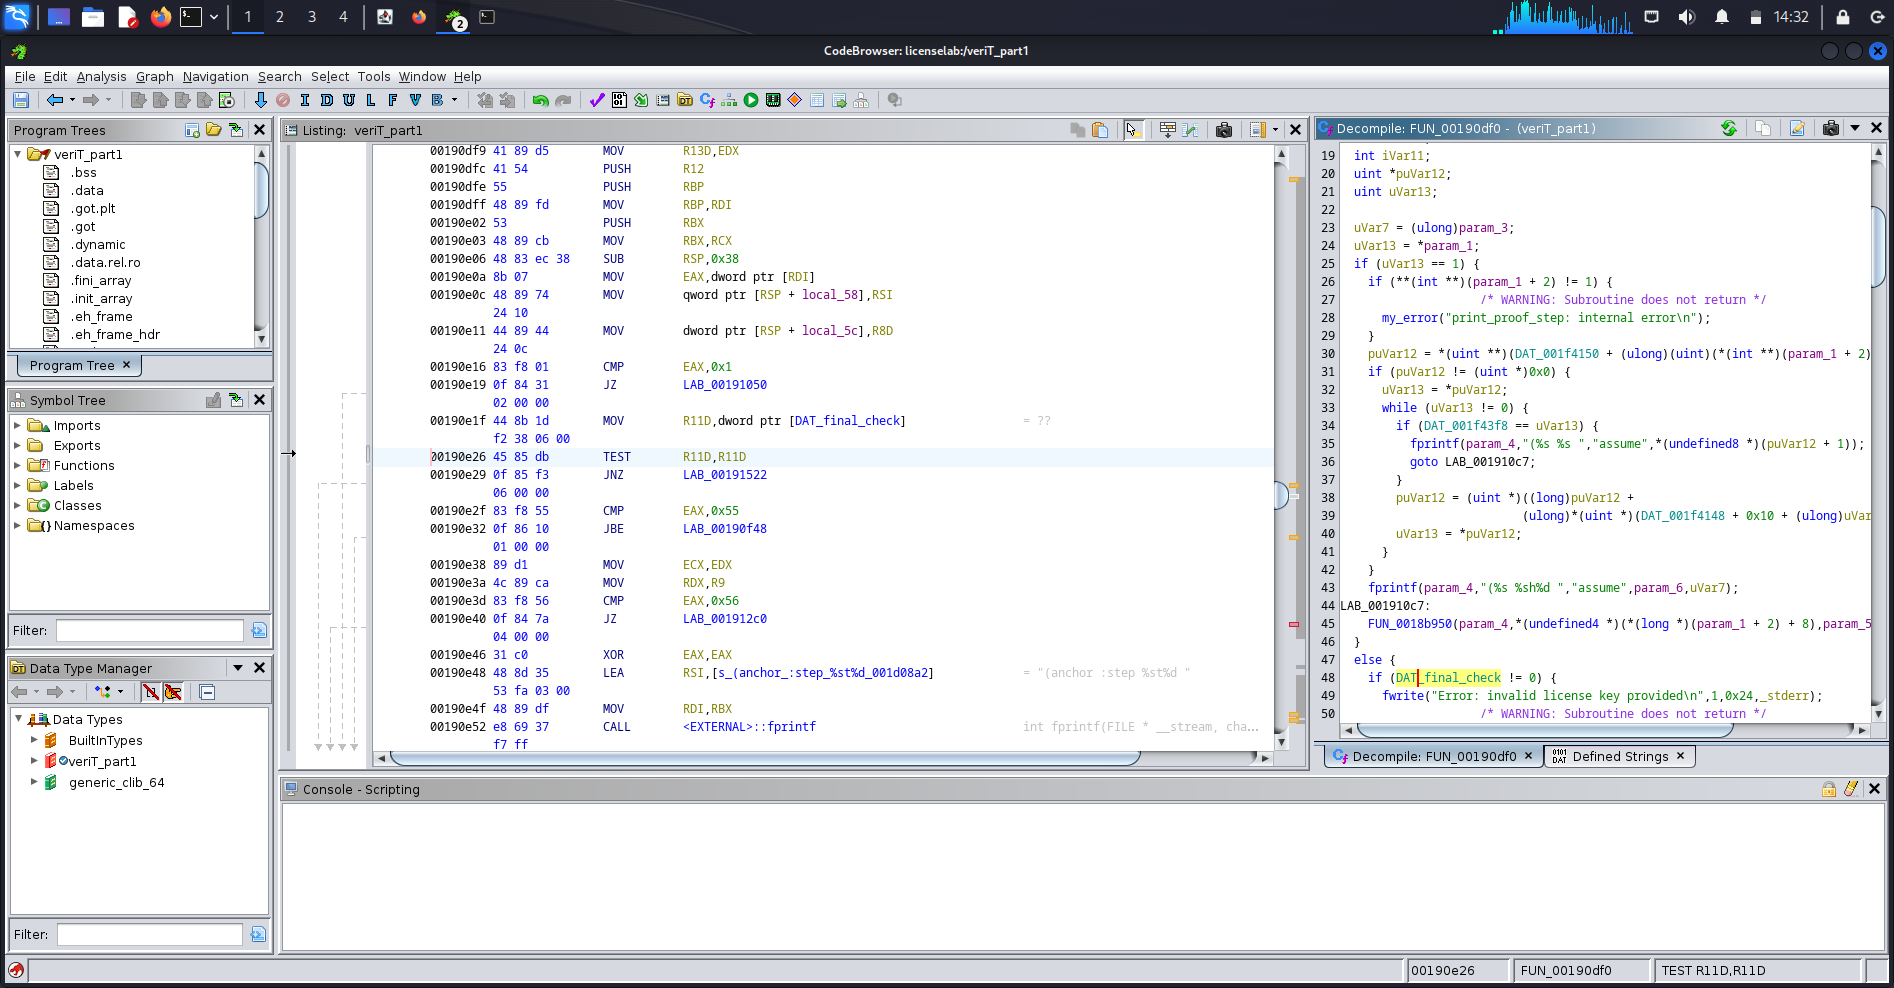 1 2 3 4 2 14:32
CodeBrowser: licenselab:/veriT_part1
File Edit Analysis Graph Navigation Search Select Tools Window Help
I D U L F V B
Program Trees
veriT_part1
.bss
.data
.got.plt
.got
.dynamic
.data.rel.ro
.fini_array
.init_array
.eh_frame
.eh_frame_hdr
Program Tree
Symbol Tree
Imports
Exports
Functions
Labels
Classes
Namespaces
Filter:
Data Type Manager
Data Types
BuiltInTypes
veriT_part1
generic_clib_64
Filter:
Listing: veriT_part1
00190df9 41 89 d5 MOV R13D,EDX
00190dfc 41 54 PUSH R12
00190dfe 55 PUSH RBP
00190dff 48 89 fd MOV RBP,RDI
00190e02 53 PUSH RBX
00190e03 48 89 cb MOV RBX,RCX
00190e06 48 83 ec 38 SUB RSP,0x38
00190e0a 8b 07 MOV EAX,dword ptr [RDI]
00190e0c 48 89 74 MOV qword ptr [RSP + local_58],RSI
24 10
00190e11 44 89 44 MOV dword ptr [RSP + local_5c],R8D
24 0c
00190e16 83 f8 01 CMP EAX,0x1
00190e19 0f 84 31 JZ LAB_00191050
02 00 00
00190e1f 44 8b 1d MOV R11D,dword ptr [DAT_final_check] = ??
f2 38 06 00
00190e26 45 85 db TEST R11D,R11D
00190e29 0f 85 f3 JNZ LAB_00191522
06 00 00
00190e2f 83 f8 55 CMP EAX,0x55
00190e32 0f 86 10 JBE LAB_00190f48
01 00 00
00190e38 89 d1 MOV ECX,EDX
00190e3a 4c 89 ca MOV RDX,R9
00190e3d 83 f8 56 CMP EAX,0x56
00190e40 0f 84 7a JZ LAB_001912c0
04 00 00
00190e46 31 c0 XOR EAX,EAX
00190e48 48 8d 35 LEA RSI,[s_(anchor_:step_%st%d_001d08a2] = "(anchor :step %st%d "
53 fa 03 00
00190e4f 48 89 df MOV RDI,RBX
00190e52 e8 69 37 CALL <EXTERNAL>::fprintf int fprintf(FILE * __stream, cha...
f7 ff
Decompile: FUN_00190df0 - (veriT_part1)
19 int iVar11;
20 uint *puVar12;
21 uint uVar13;
22
23 uVar7 = (ulong)param_3;
24 uVar13 = *param_1;
25 if (uVar13 == 1) {
26 if (**(int **)(param_1 + 2) != 1) {
27 /* WARNING: Subroutine does not return */
28 my_error("print_proof_step: internal error\n");
29 }
30 puVar12 = *(uint **)(DAT_001f4150 + (ulong)(uint)(*(int **)(param_1 + 2)
31 if (puVar12 != (uint *)0x0) {
32 uVar13 = *puVar12;
33 while (uVar13 != 0) {
34 if (DAT_001f43f8 == uVar13) {
35 fprintf(param_4,"(%s %s ","assume",*(undefined8 *)(puVar12 + 1));
36 goto LAB_001910c7;
37 }
38 puVar12 = (uint *)((long)puVar12 +
39 (ulong)*(uint *)(DAT_001f4148 + 0x10 + (ulong)uVar
40 uVar13 = *puVar12;
41 }
42 }
43 fprintf(param_4,"(%s %sh%d ","assume",param_6,uVar7);
44 LAB_001910c7:
45 FUN_0018b950(param_4,*(undefined4 *)(*(long *)(param_1 + 2) + 8),param_5
46 }
47 else {
48 if (DAT_final_check != 0) {
49 fwrite("Error: invalid license key provided\n",1,0x24,_stderr);
50 /* WARNING: Subroutine does not return */
Decompile: FUN_00190df0 Defined Strings
Console - Scripting
00190e26 FUN_00190df0 TEST R11D,R11D